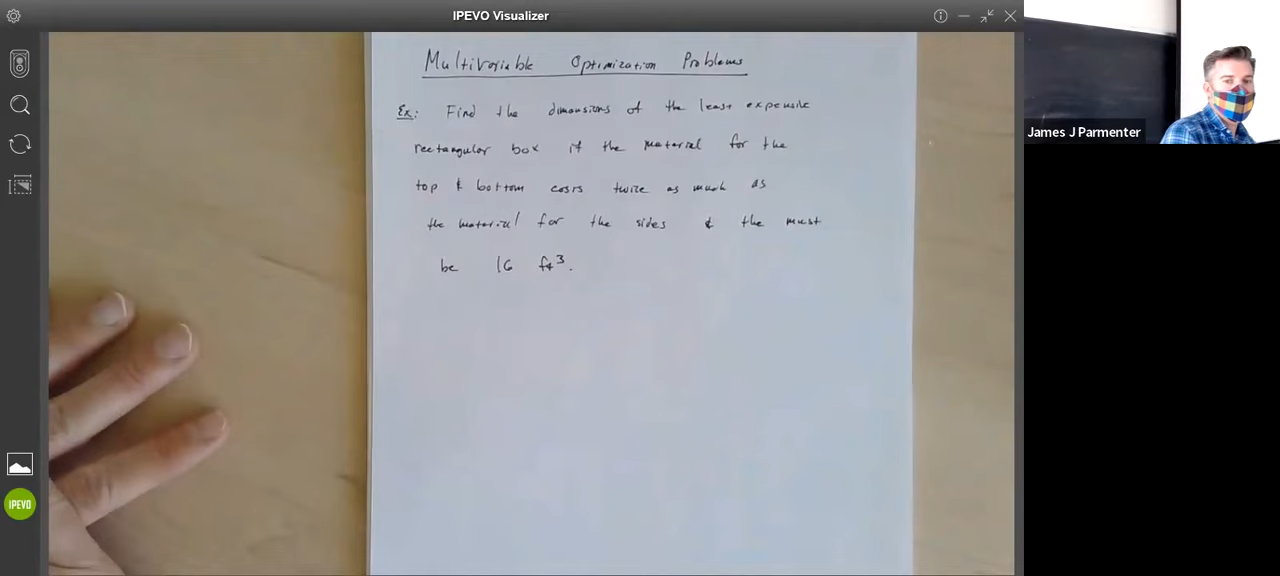 IPEVO Visualizer
Multivariable Optimization Problems
Ex: Find the dimensions of the least expensive
rectangular box if the material for the
top & bottom costs twice as much as
the material for the sides & the must
be 16 ft³.
James J Parmenter
IPEVO